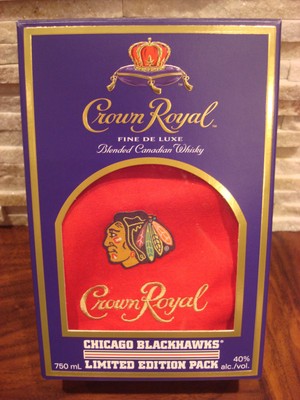 Crown Royal
FINE DE LUXE
Blended Canadian Whisky
Crown Royal
CHICAGO BLACKHAWKS®
LIMITED EDITION PACK
750 mL
40%
alc./vol.